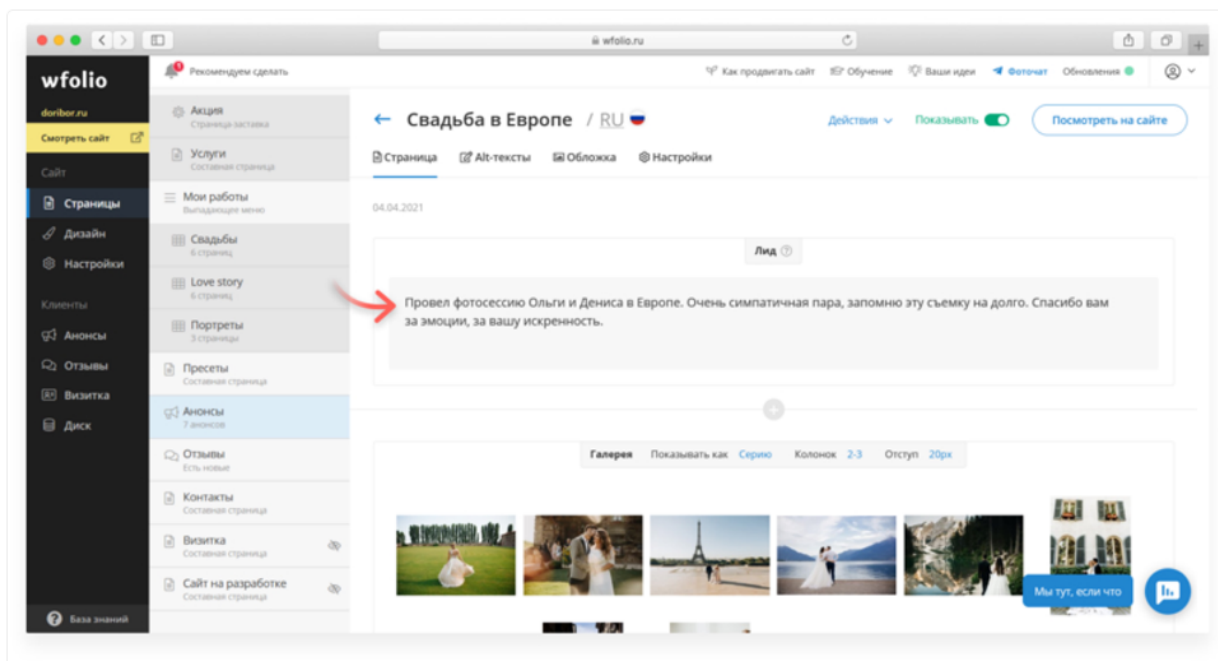 wfolio.ru
wfolio
Рекомендуем сделать
Как продвигать сайт
Обучение
Ваши идеи
Фоточат
Обновления
doribor.ru
Смотреть сайт
Сайт
Страницы
Дизайн
Настройки
Клиенты
Анонсы
Отзывы
Визитка
Диск
База знаний
Акция
Страница-заставка
Услуги
Составная страница
Мои работы
Выпадающее меню
Свадьбы
6 страниц
Love story
6 страниц
Портреты
3 страницы
Пресеты
Составная страница
Анонсы
7 анонсов
Отзывы
Есть новые
Контакты
Составная страница
Визитка
Составная страница
Сайт на разработке
Составная страница
← Свадьба в Европе / RU
Действия
Показывать
Посмотреть на сайте
Страница
Alt-тексты
Обложка
Настройки
04.04.2021
Лид
Провел фотосессию Ольги и Дениса в Европе. Очень симпатичная пара, запомню эту съемку на долго. Спасибо вам
за эмоции, за вашу искренность.
Галерея Показывать как Серию Колонок 2-3 Отступ 20px
Мы тут, если что